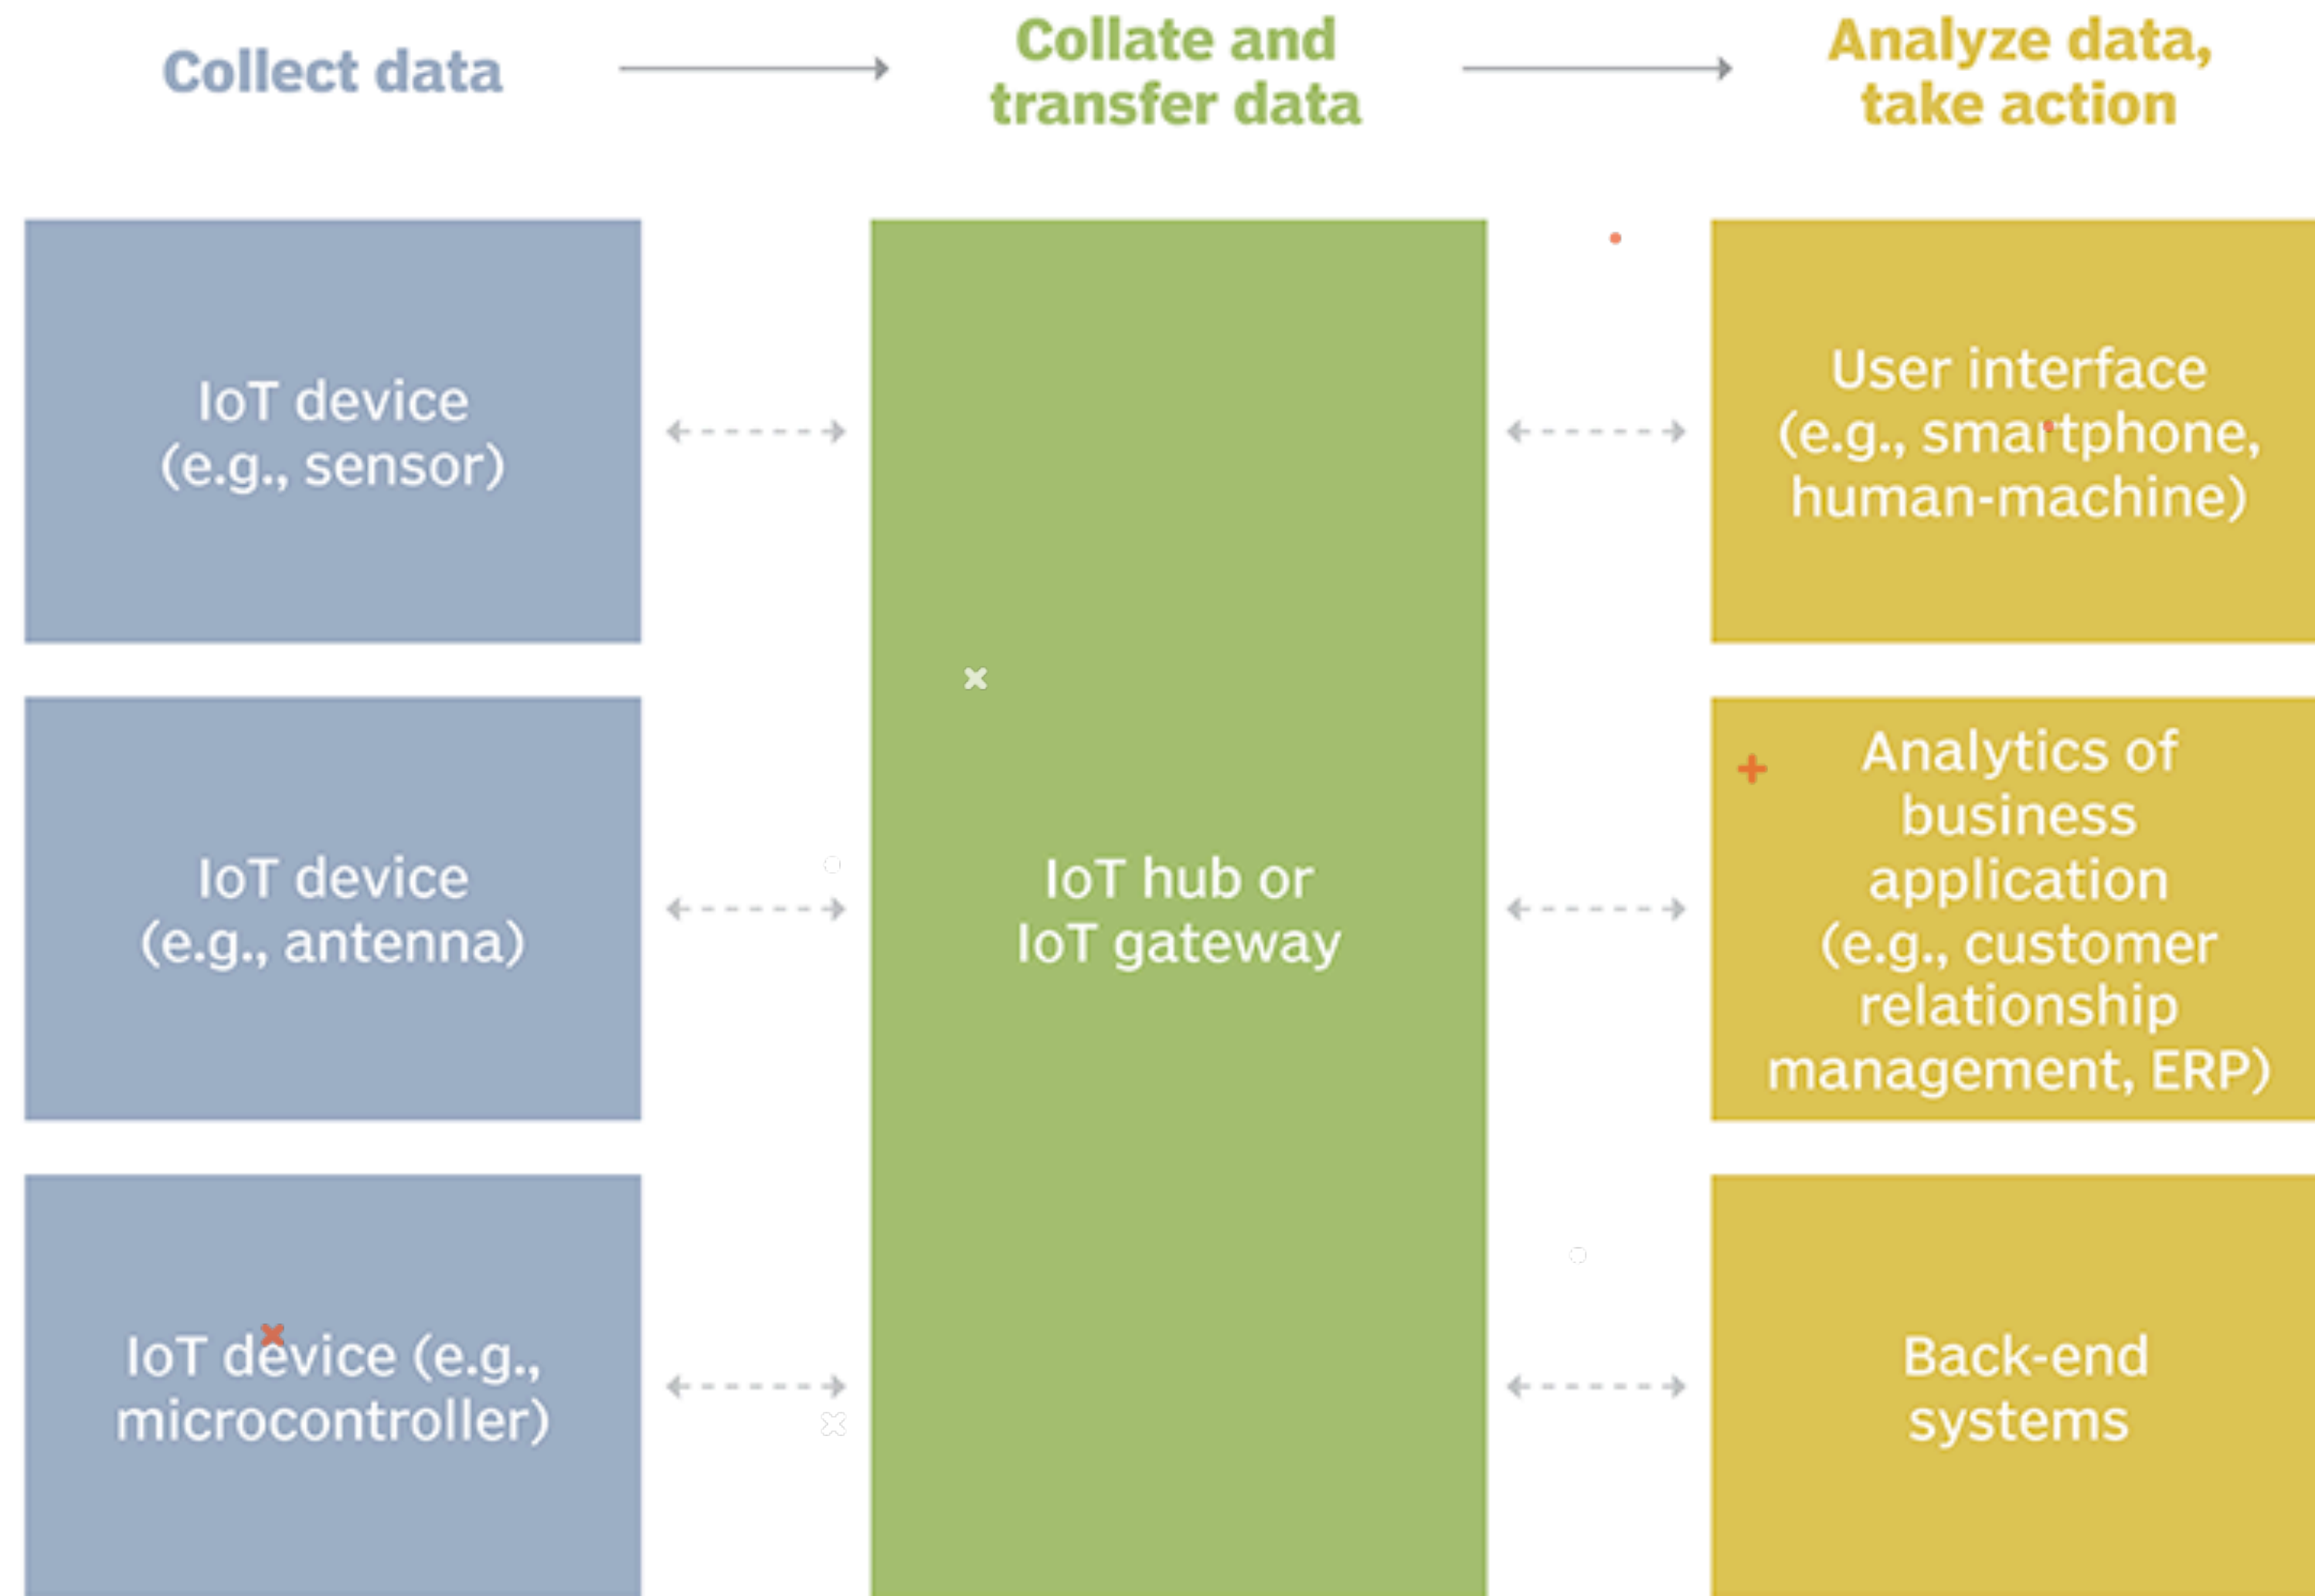 Collect data
Collate and
transfer data
Analyze data,
take action
IoT device
(e.g., sensor)
IoT device
(e.g., antenna)
IoT device (e.g.,
microcontroller)
IoT hub or
IoT gateway
User interface
(e.g., smartphone,
human-machine)
Analytics of
business
application
(e.g., customer
relationship
management, ERP)
Back-end
systems